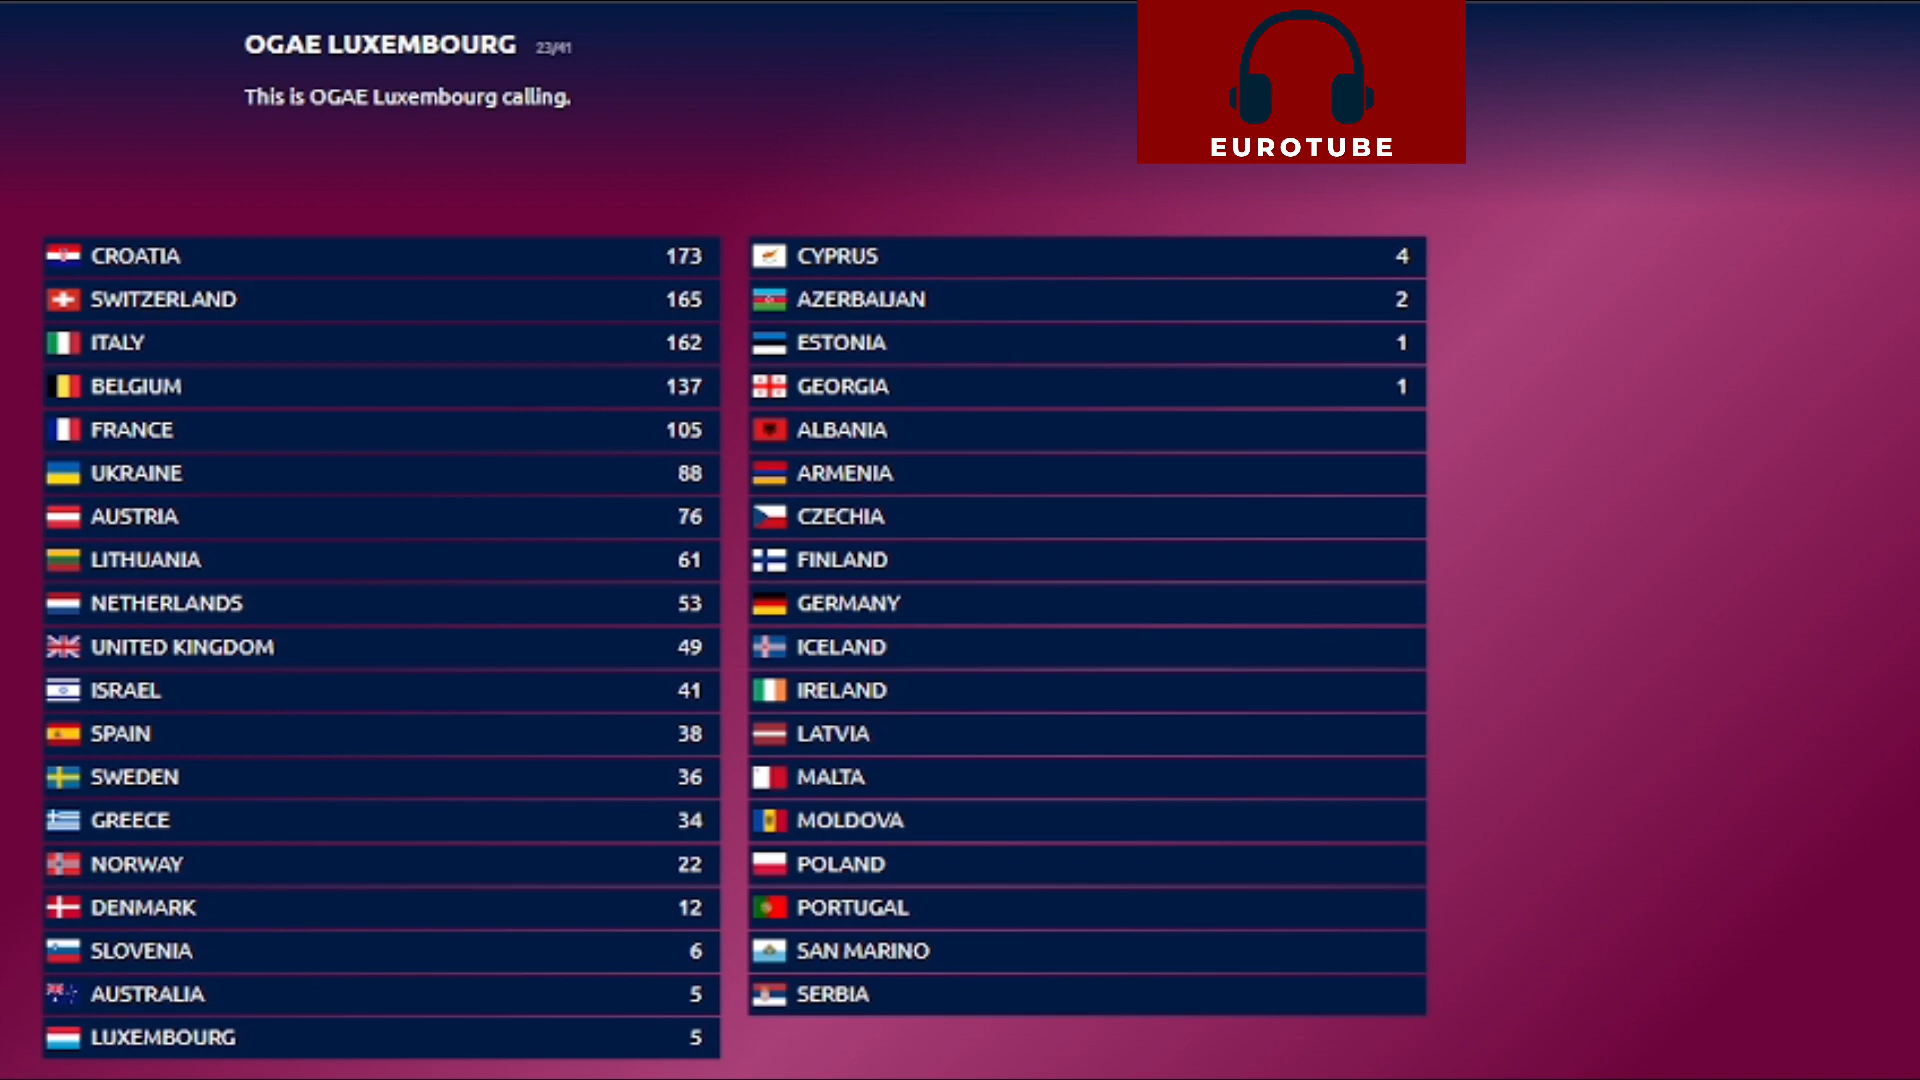 OGAE LUXEMBOURG 23/41
This is OGAE Luxembourg calling.
EUROTUBE
CROATIA 173
SWITZERLAND 165
ITALY 162
BELGIUM 137
FRANCE 105
UKRAINE 88
AUSTRIA 76
LITHUANIA 61
NETHERLANDS 53
UNITED KINGDOM 49
ISRAEL 41
SPAIN 38
SWEDEN 36
GREECE 34
NORWAY 22
DENMARK 12
SLOVENIA 6
AUSTRALIA 5
LUXEMBOURG 5
CYPRUS 4
AZERBAIJAN 2
ESTONIA 1
GEORGIA 1
ALBANIA
ARMENIA
CZECHIA
FINLAND
GERMANY
ICELAND
IRELAND
LATVIA
MALTA
MOLDOVA
POLAND
PORTUGAL
SAN MARINO
SERBIA